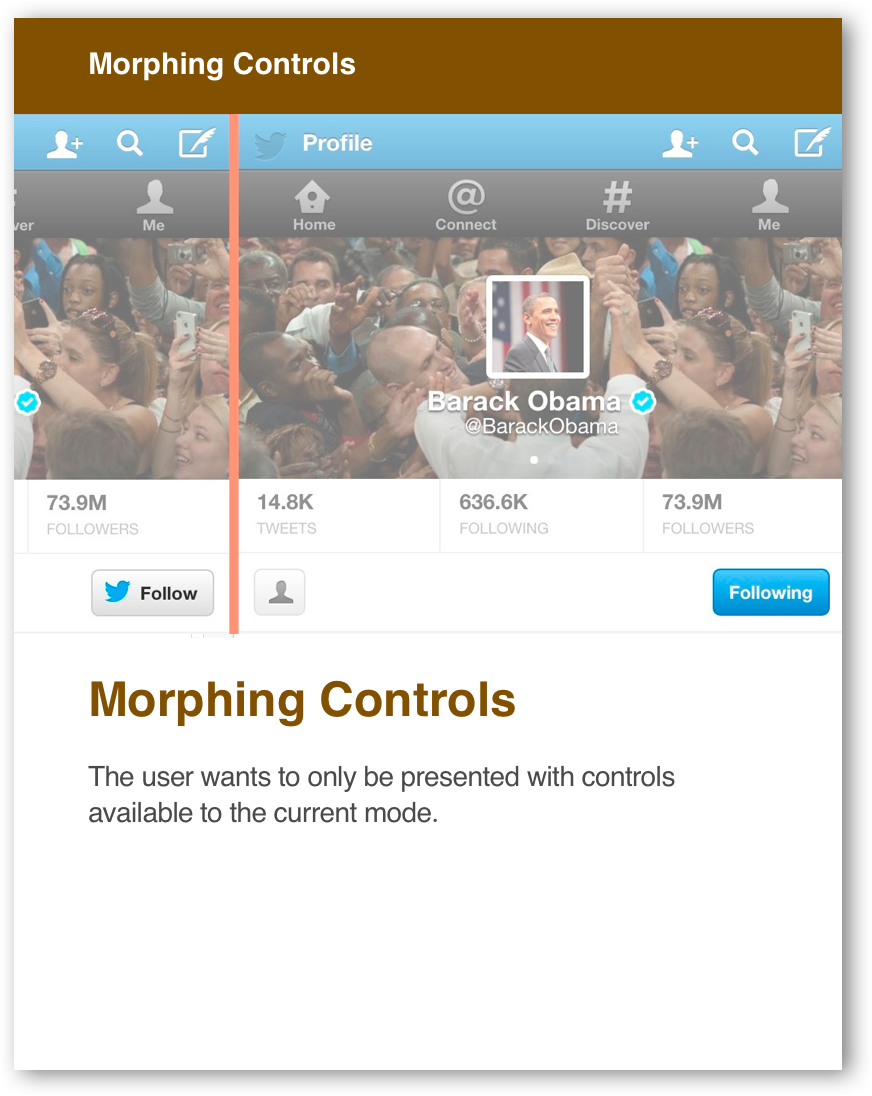 Morphing Controls
ver
Me
73.9M
FOLLOWERS
Follow
Profile
Home
@
Connect
#
Discover
Me
Barack Obama
@BarackObama
14.8K
TWEETS
636.6K
FOLLOWING
73.9M
FOLLOWERS
Following
Morphing Controls
The user wants to only be presented with controls
available to the current mode.